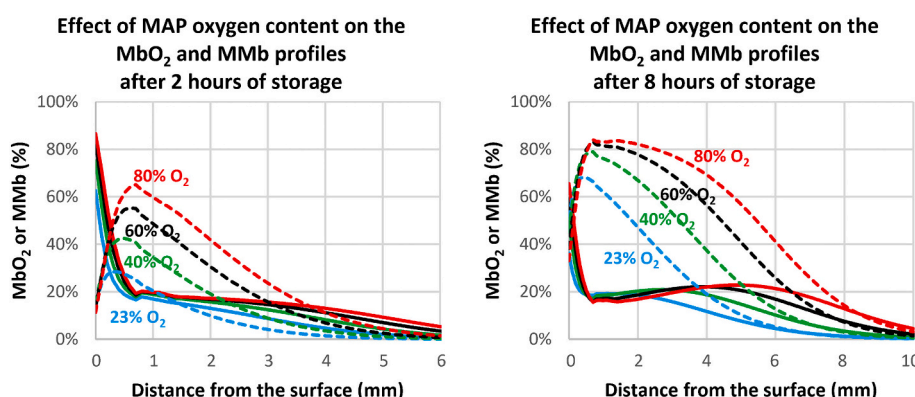 Effect of MAP oxygen content on the
MbO₂ and MMb profiles
after 2 hours of storage
100%
80%
60%
40%
20%
0%
MbO₂ or MMb (%)
80% O₂
60% O₂
40% O₂
23% O₂
0 1 2 3 4 5 6
Distance from the surface (mm)
Effect of MAP oxygen content on the
MbO₂ and MMb profiles
after 8 hours of storage
100%
80%
60%
40%
20%
0%
MbO₂ or MMb (%)
80% O₂
60% O₂
40% O₂
23% O₂
0 2 4 6 8 10
Distance from the surface (mm)